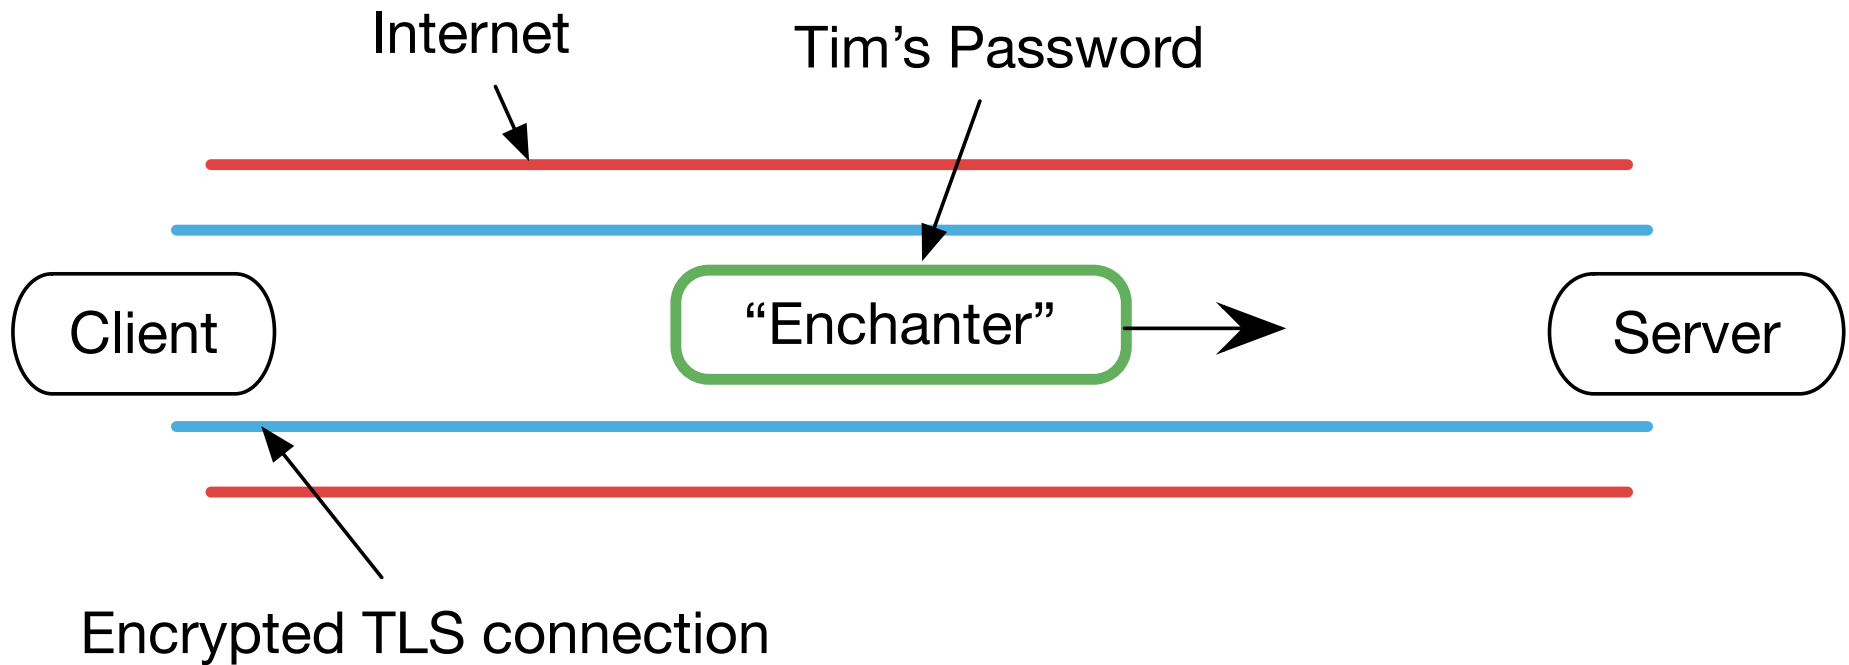 Internet
Tim’s Password
Client
“Enchanter”
Server
Encrypted TLS connection